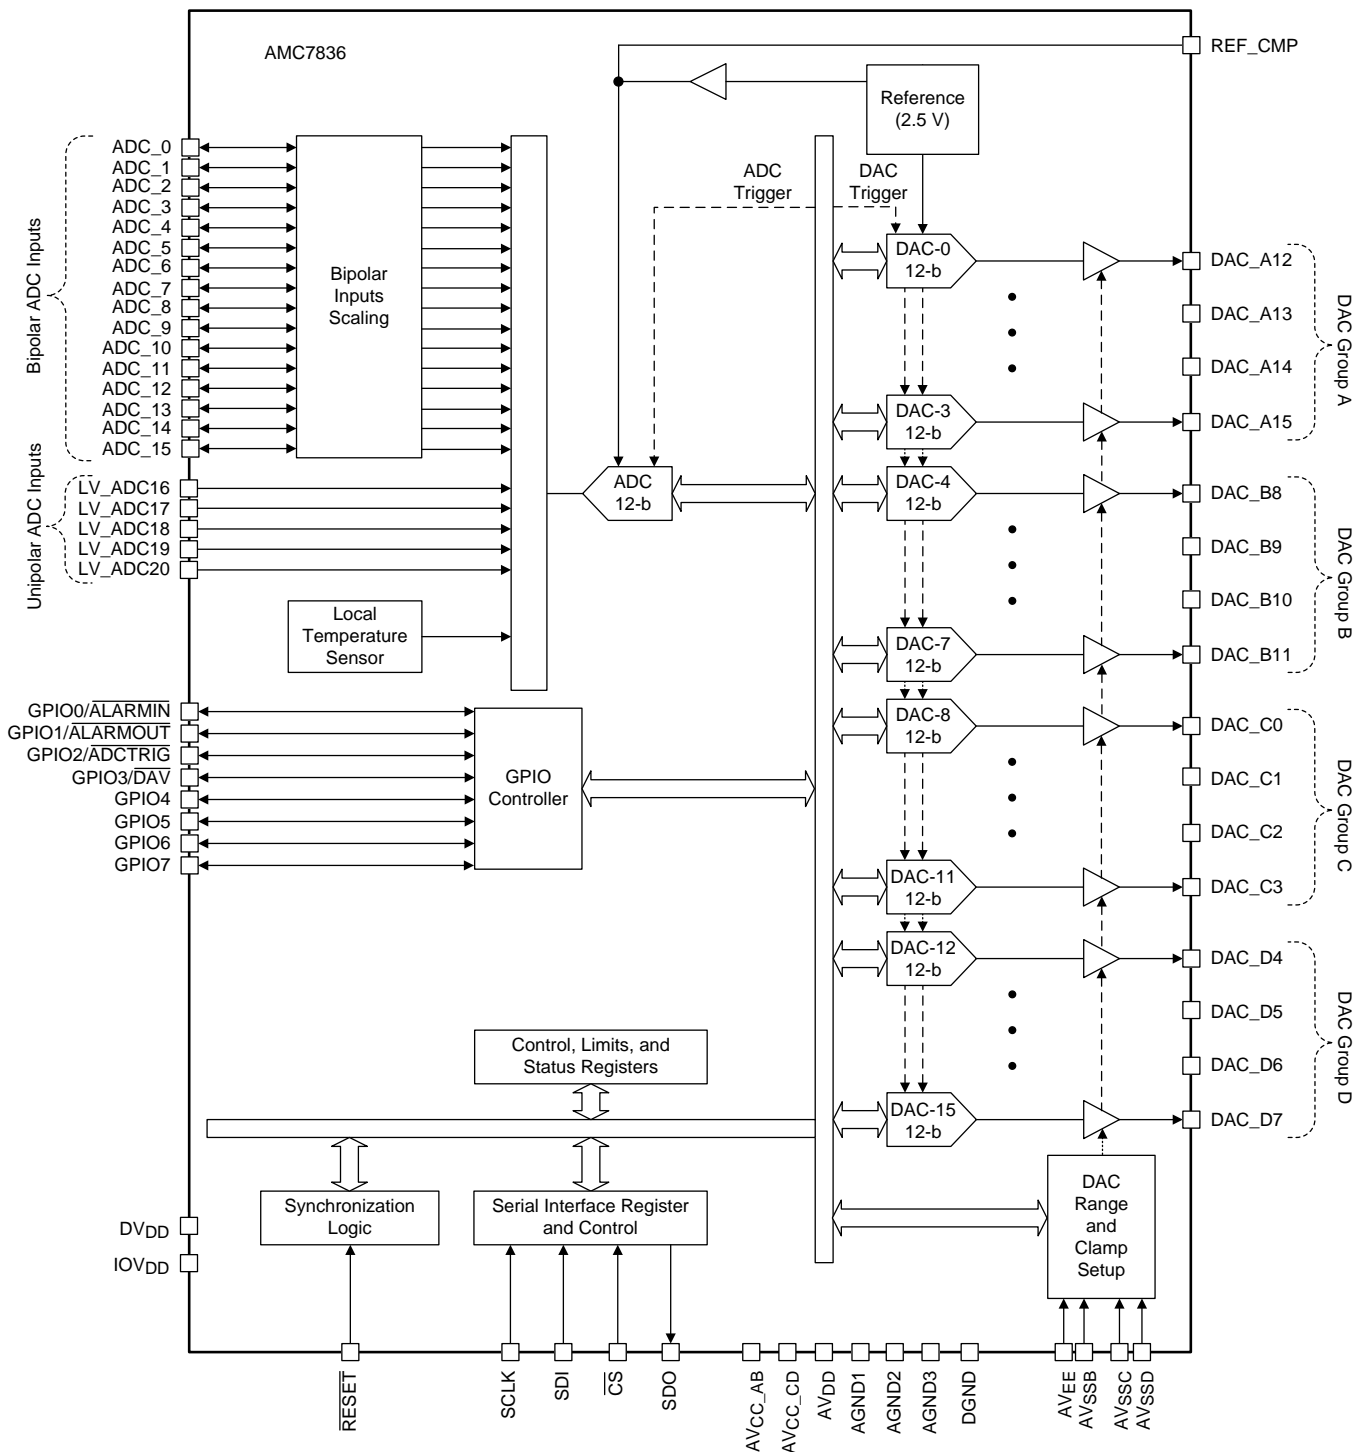 AMC7836
REF_CMP
Reference
(2.5 V)
ADC
Trigger
DAC
Trigger
Bipolar ADC Inputs
ADC_0
ADC_1
ADC_2
ADC_3
ADC_4
ADC_5
ADC_6
ADC_7
ADC_8
ADC_9
ADC_10
ADC_11
ADC_12
ADC_13
ADC_14
ADC_15
Bipolar
Inputs
Scaling
Unipolar ADC Inputs
LV_ADC16
LV_ADC17
LV_ADC18
LV_ADC19
LV_ADC20
Local
Temperature
Sensor
ADC
12-b
GPIO0/ALARMIN
GPIO1/ALARMOUT
GPIO2/ADCTRIG
GPIO3/DAV
GPIO4
GPIO5
GPIO6
GPIO7
GPIO
Controller
DAC-0
12-b
DAC-3
12-b
DAC-4
12-b
DAC-7
12-b
DAC-8
12-b
DAC-11
12-b
DAC-12
12-b
DAC-15
12-b
DAC_A12
DAC_A13
DAC_A14
DAC_A15
DAC Group A
DAC_B8
DAC_B9
DAC_B10
DAC_B11
DAC Group B
DAC_C0
DAC_C1
DAC_C2
DAC_C3
DAC Group C
DAC_D4
DAC_D5
DAC_D6
DAC_D7
DAC Group D
Control, Limits, and
Status Registers
Synchronization
Logic
Serial Interface Register
and Control
DAC
Range
and
Clamp
Setup
DVDD
IOVDD
RESET
SCLK
SDI
CS
SDO
AVCC_AB
AVCC_CD
AVDD
AGND1
AGND2
AGND3
DGND
AVEE
AVSSB
AVSSC
AVSSD